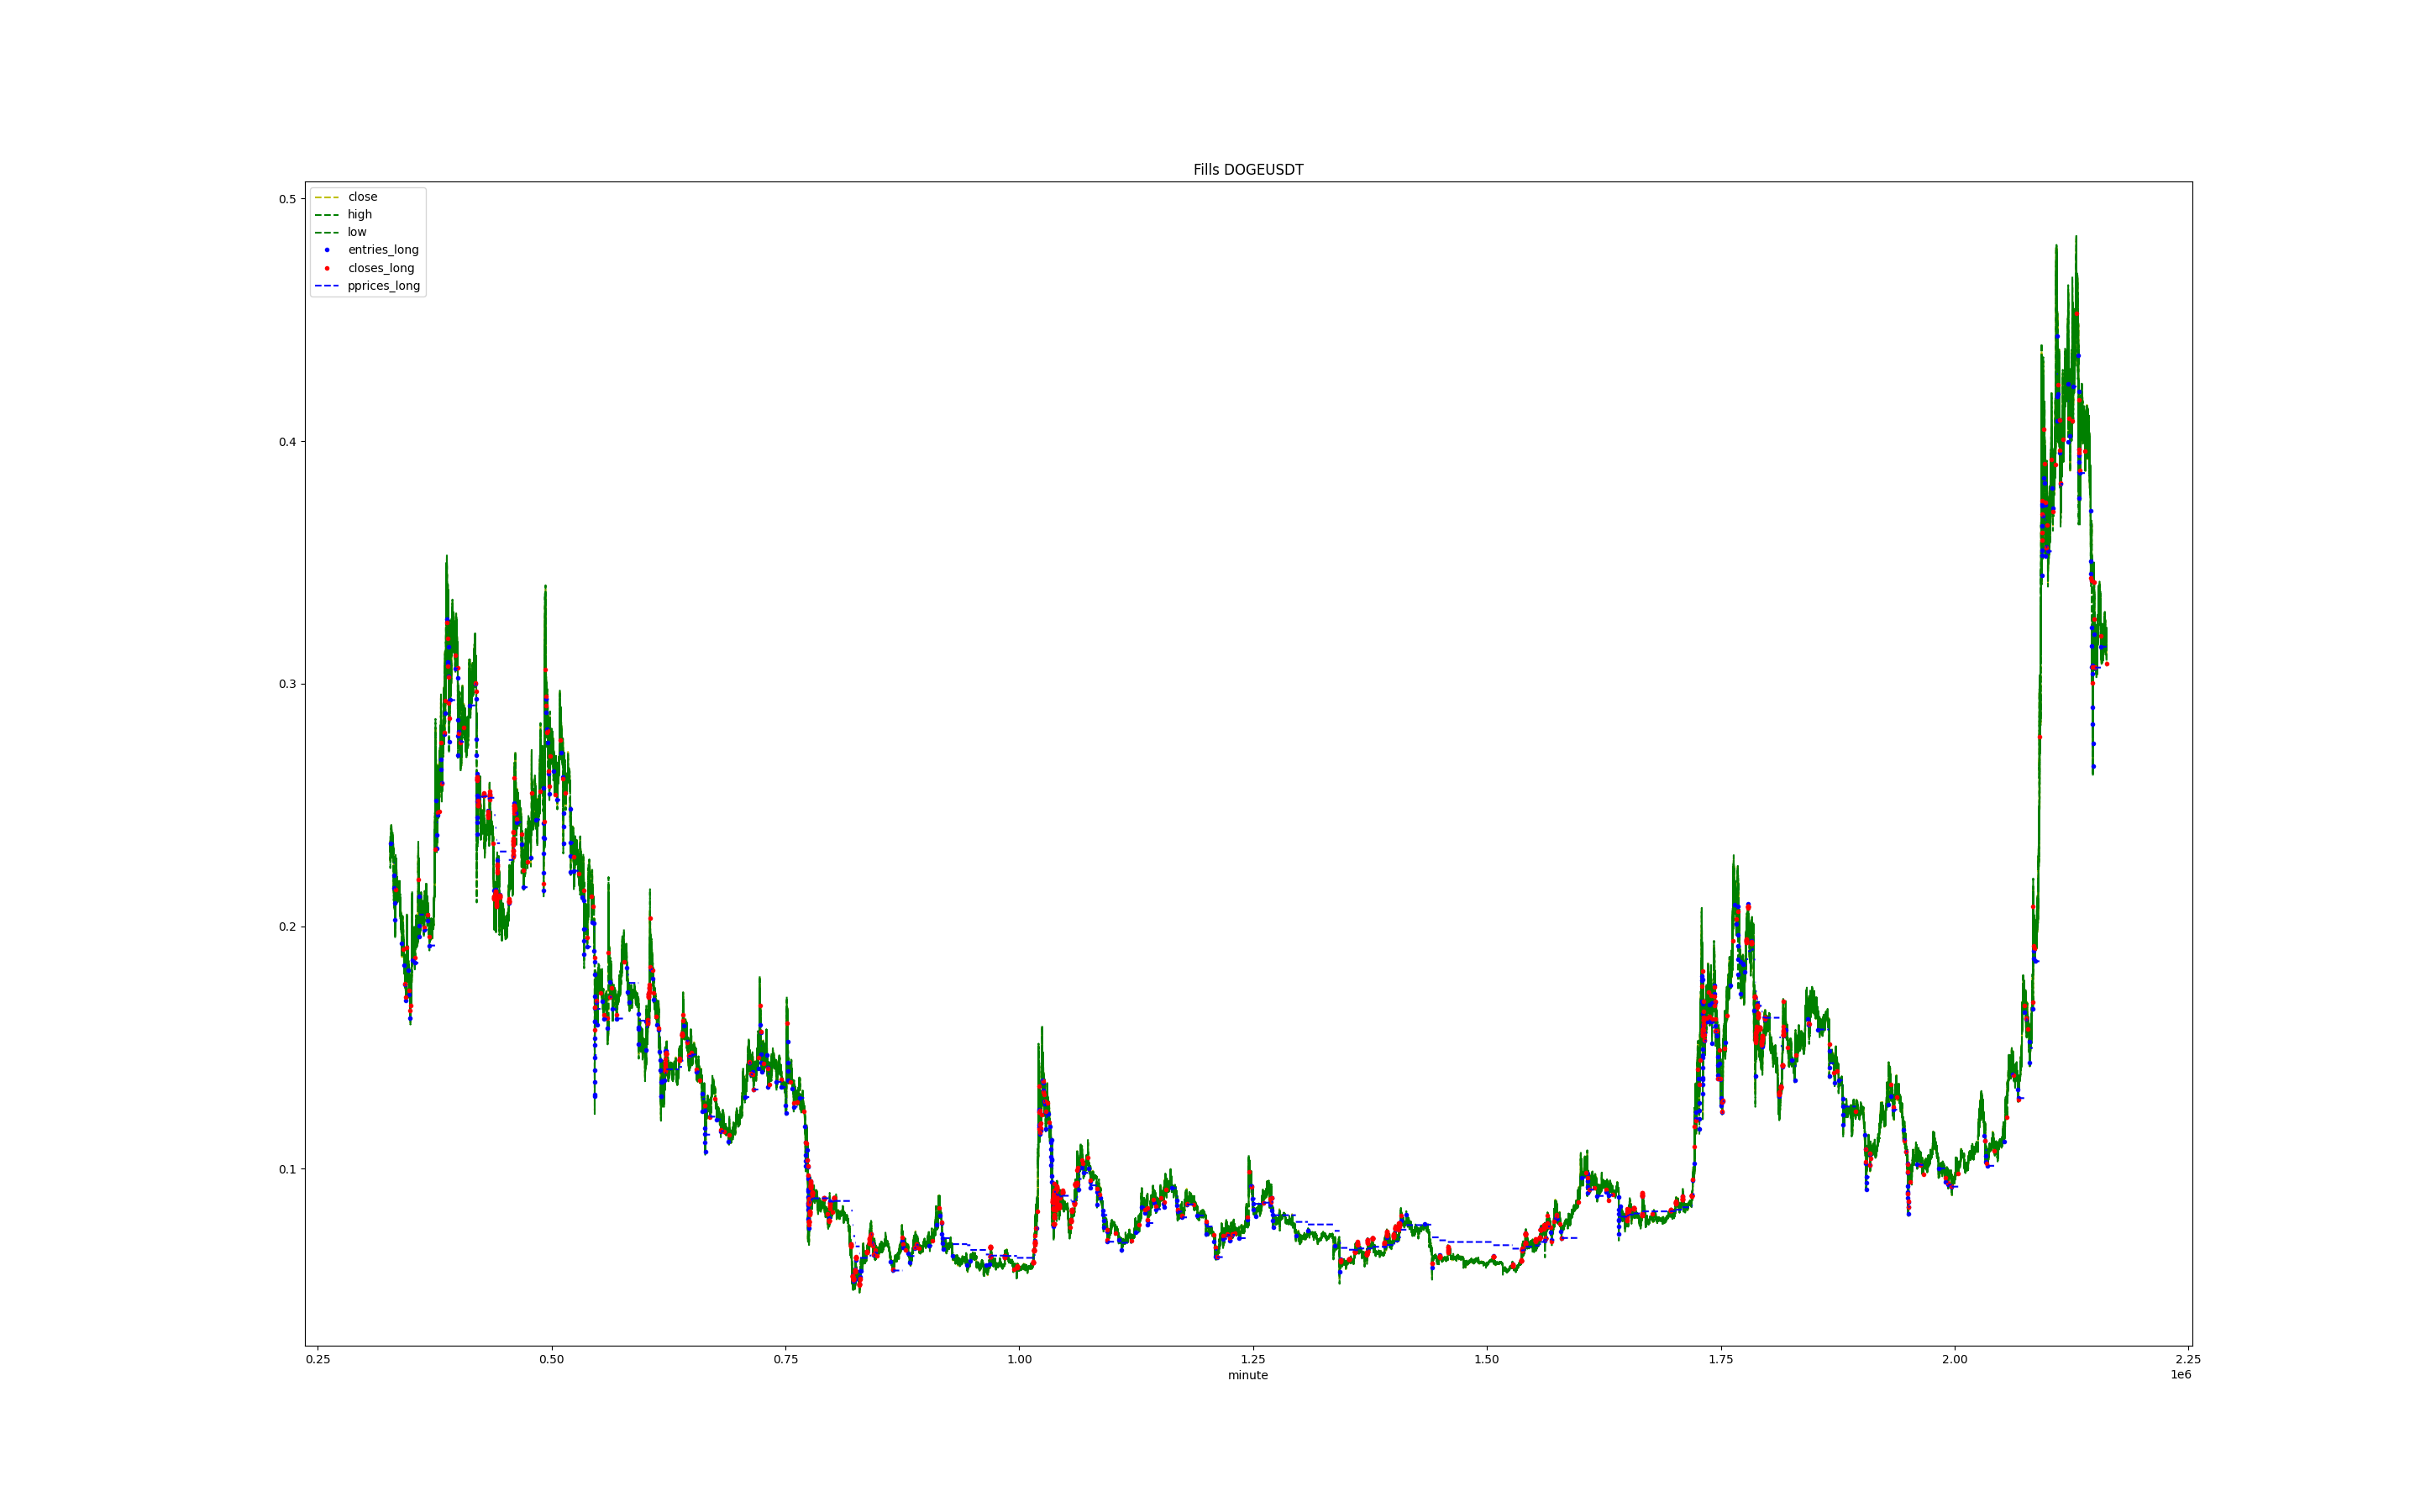 Fills DOGEUSDT
close
high
low
entries_long
closes_long
pprices_long
0.5
0.4
0.3
0.2
0.1
0.25 0.50 0.75 1.00 1.25 1.50 1.75 2.00 2.25
1e6
minute